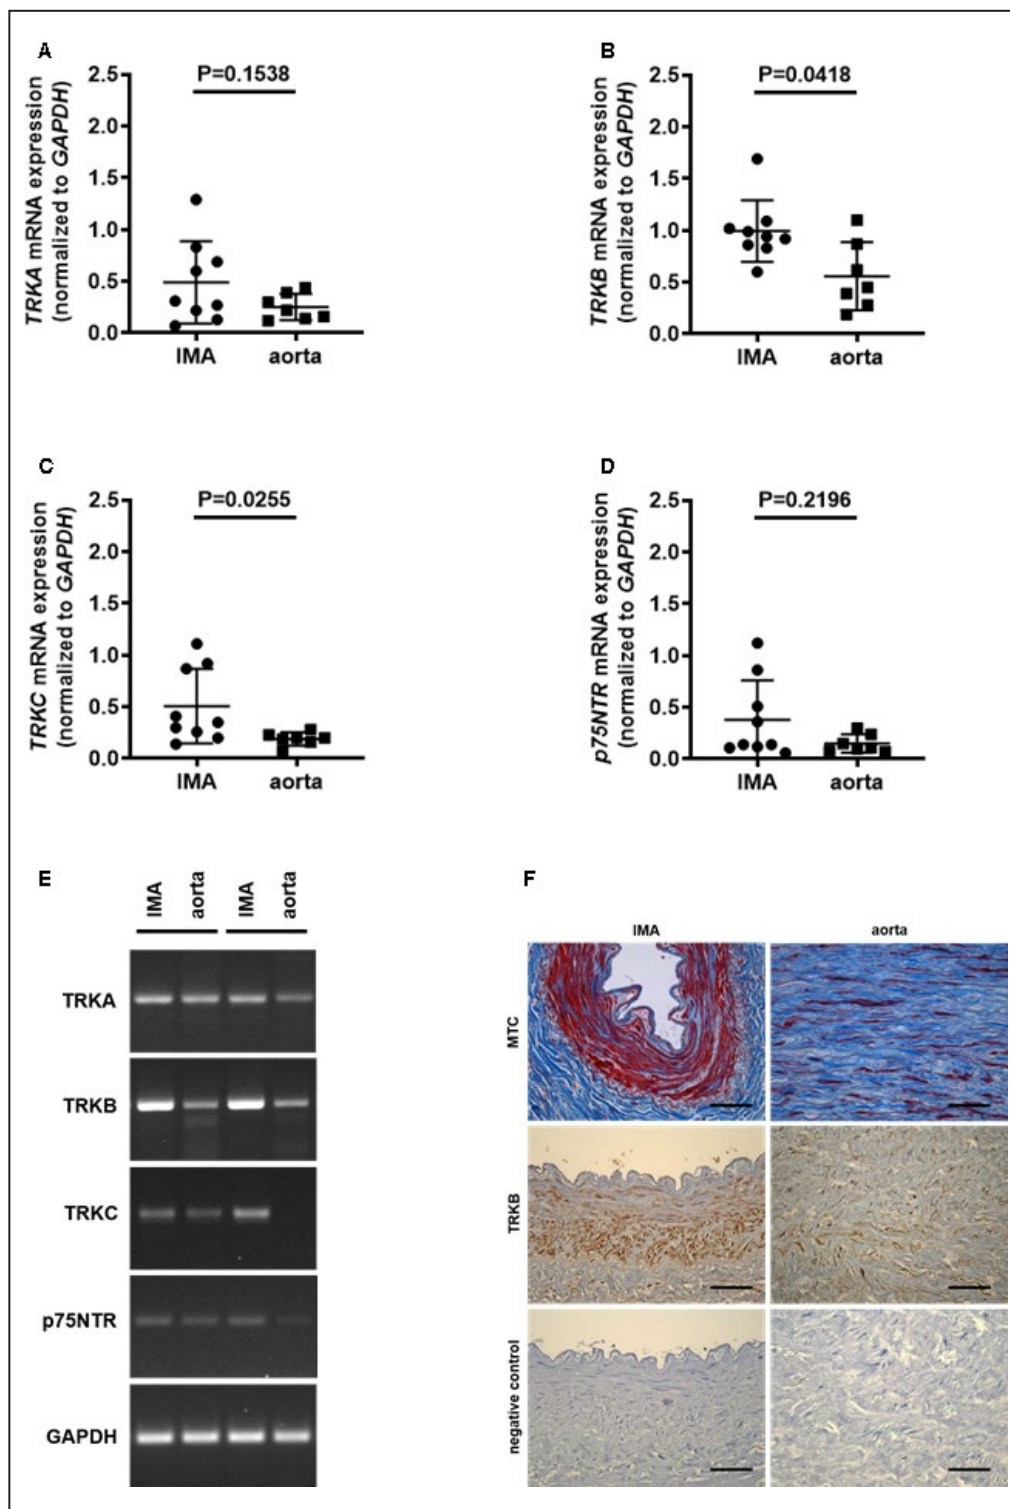 A
TRKA mRNA expression
(normalized to GAPDH)
P=0.1538
2.5
2.0
1.5
1.0
0.5
0.0
IMA aorta
B
TRKB mRNA expression
(normalized to GAPDH)
P=0.0418
2.5
2.0
1.5
1.0
0.5
0.0
IMA aorta
C
TRKC mRNA expression
(normalized to GAPDH)
P=0.0255
2.5
2.0
1.5
1.0
0.5
0.0
IMA aorta
D
p75NTR mRNA expression
(normalized to GAPDH)
P=0.2196
2.5
2.0
1.5
1.0
0.5
0.0
IMA aorta
E
IMA aorta IMA aorta
TRKA
TRKB
TRKC
p75NTR
GAPDH
F
IMA aorta
MTC
TRKB
negative control